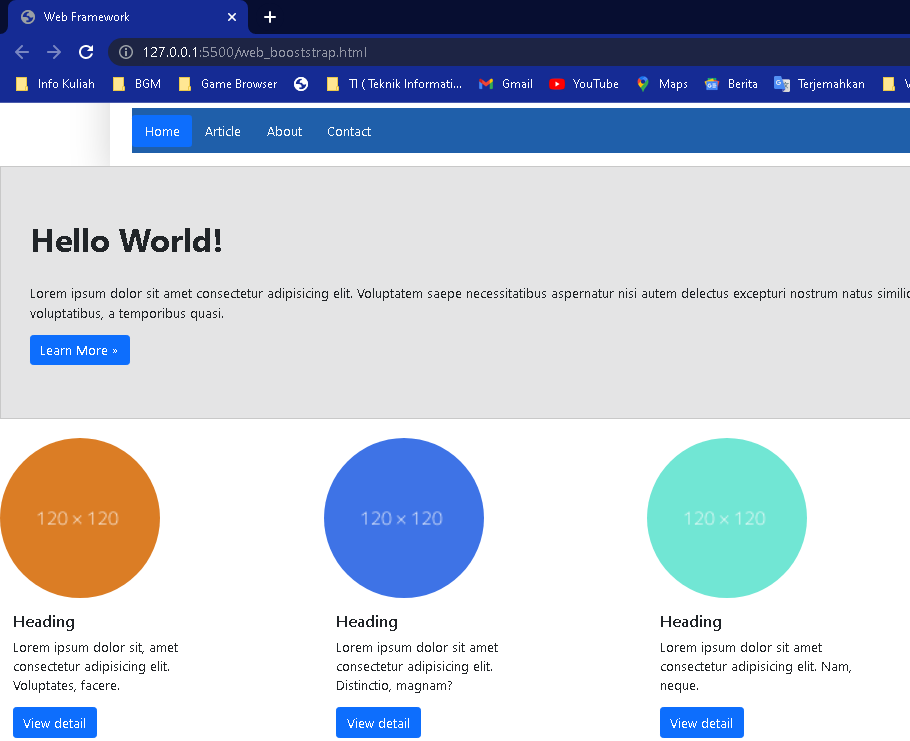 Web Framework
127.0.0.1:5500/web_booststrap.html
Info Kuliah BGM Game Browser TI ( Teknik Informati... Gmail YouTube Maps Berita Terjemahkan
Home Article About Contact
Hello World!
Lorem ipsum dolor sit amet consectetur adipisicing elit. Voluptatem saepe necessitatibus aspernatur nisi autem delectus excepturi nostrum natus simili
voluptatibus, a temporibus quasi.
Learn More »
120 × 120 120 × 120 120 × 120
Heading
Lorem ipsum dolor sit, amet
consectetur adipisicing elit.
Voluptates, facere.
View detail
Heading
Lorem ipsum dolor sit amet
consectetur adipisicing elit.
Distinctio, magnam?
View detail
Heading
Lorem ipsum dolor sit amet
consectetur adipisicing elit. Nam,
neque.
View detail